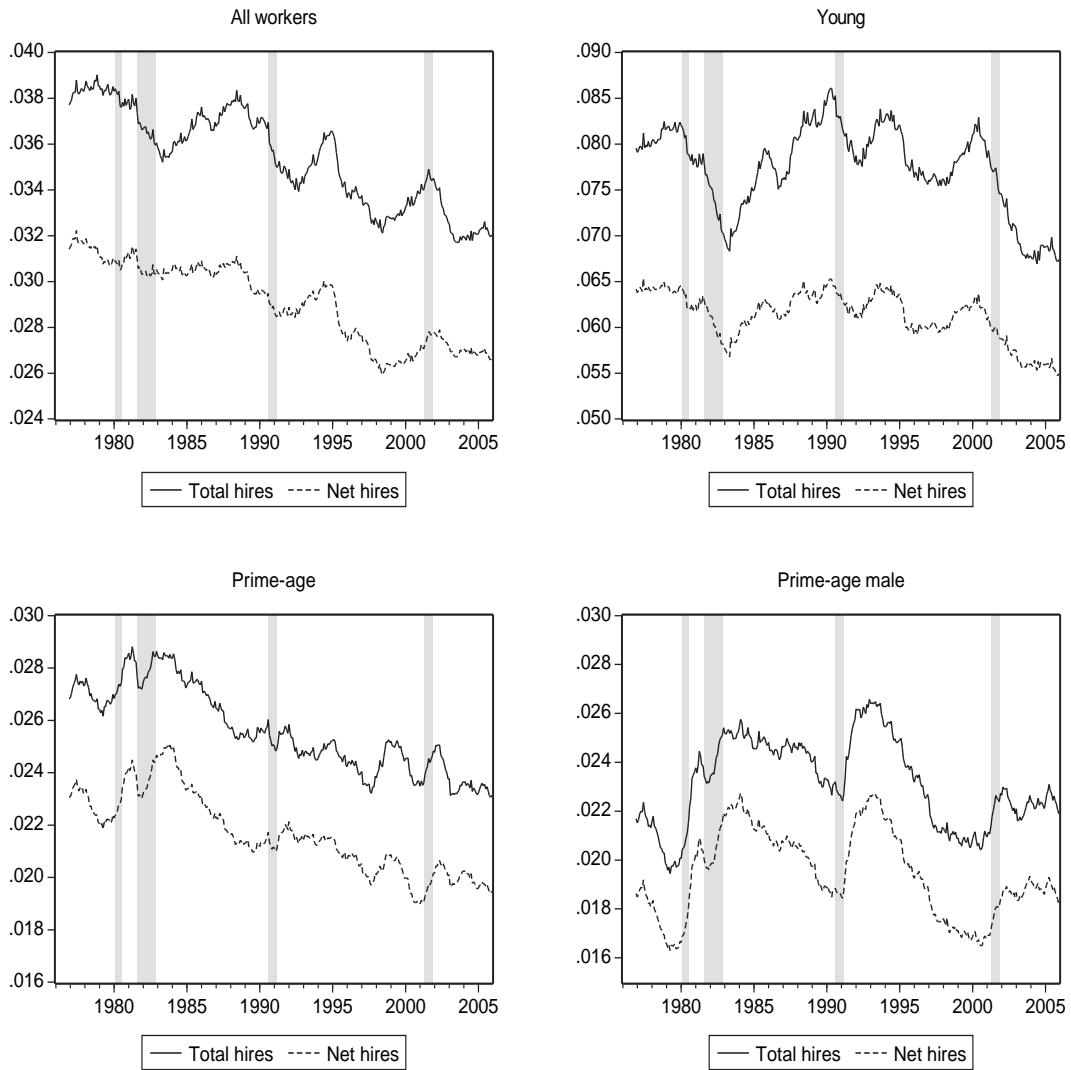 All workers
.040
.038
.036
.034
.032
.030
.028
.026
.024
1980 1985 1990 1995 2000 2005
Total hires Net hires
Young
.090
.085
.080
.075
.070
.065
.060
.055
.050
1980 1985 1990 1995 2000 2005
Total hires Net hires
Prime-age
.030
.028
.026
.024
.022
.020
.018
.016
1980 1985 1990 1995 2000 2005
Total hires Net hires
Prime-age male
.030
.028
.026
.024
.022
.020
.018
.016
1980 1985 1990 1995 2000 2005
Total hires Net hires